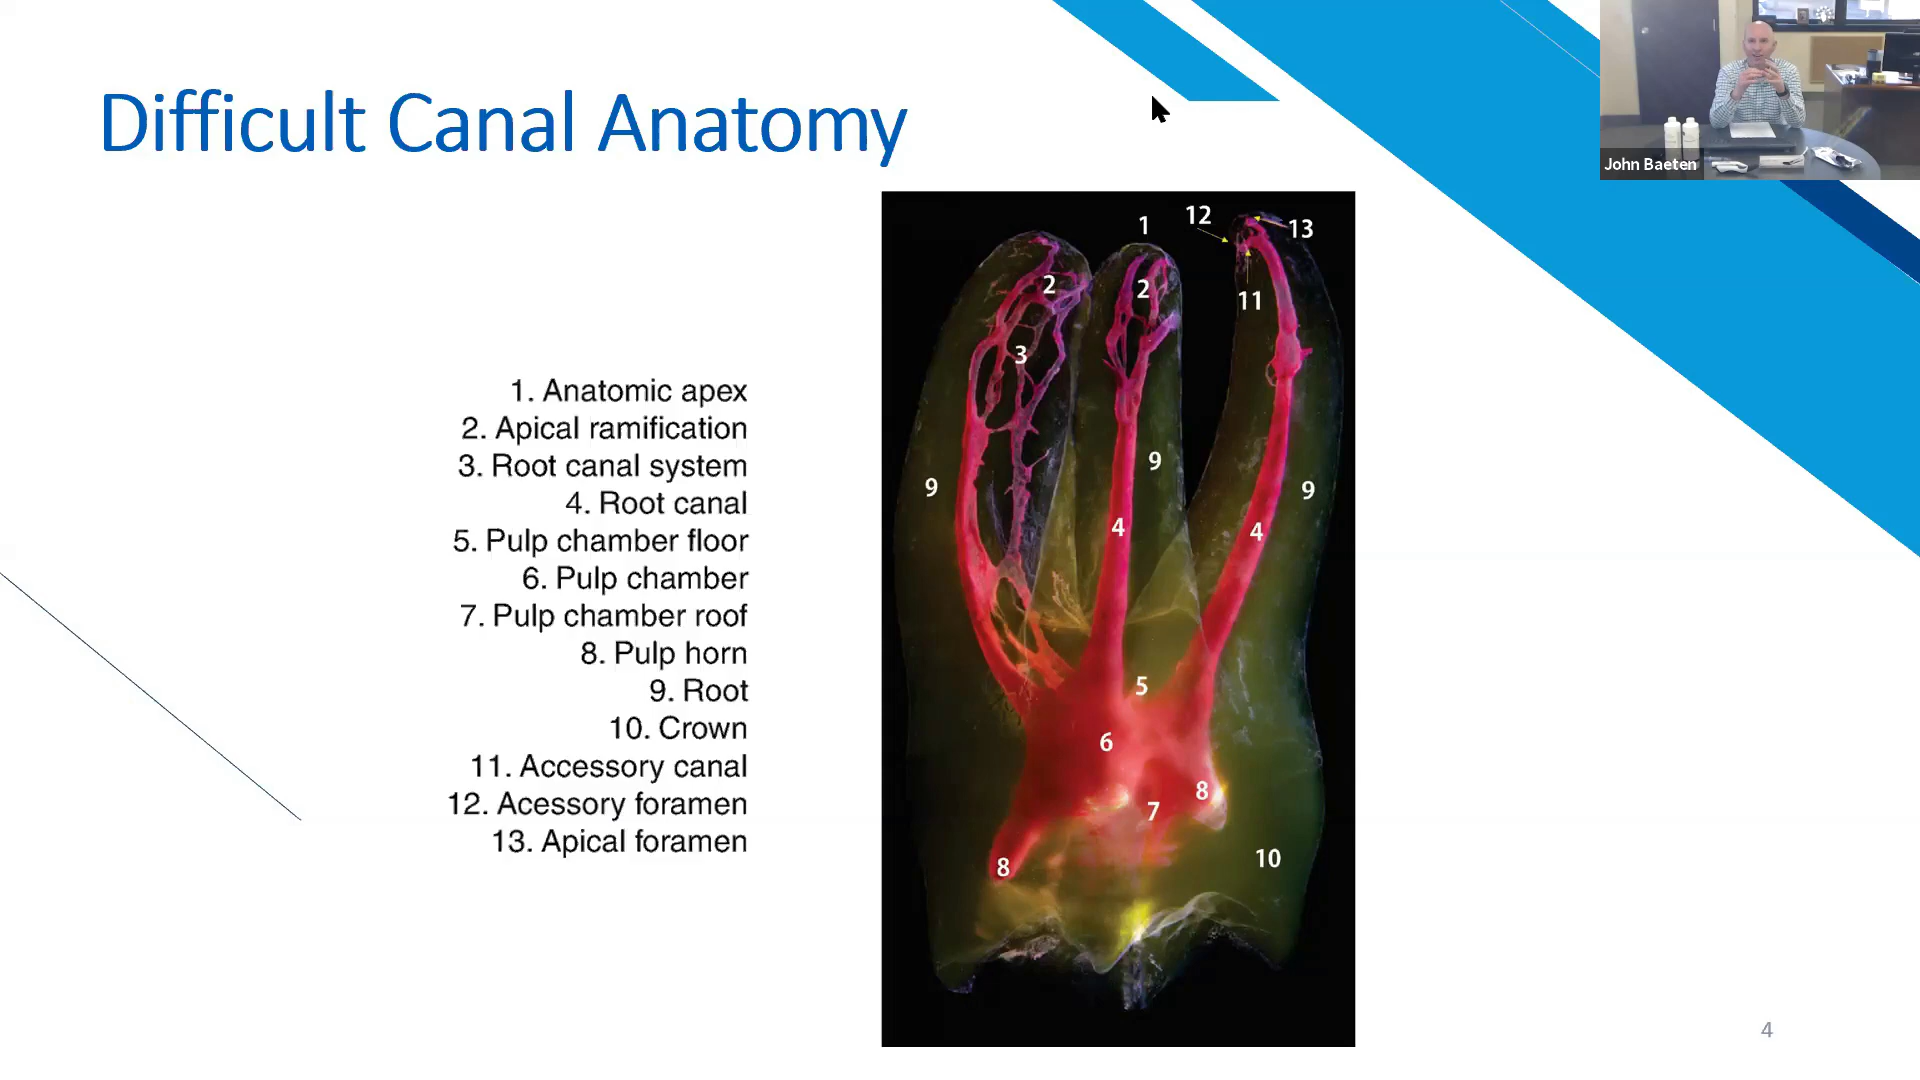 Difficult Canal Anatomy
John Baeten
1. Anatomic apex
2. Apical ramification
3. Root canal system
4. Root canal
5. Pulp chamber floor
6. Pulp chamber
7. Pulp chamber roof
8. Pulp horn
9. Root
10. Crown
11. Accessory canal
12. Acessory foramen
13. Apical foramen
1
12
13
2
2
11
3
9
9
9
4
4
5
6
8
7
10
8
4